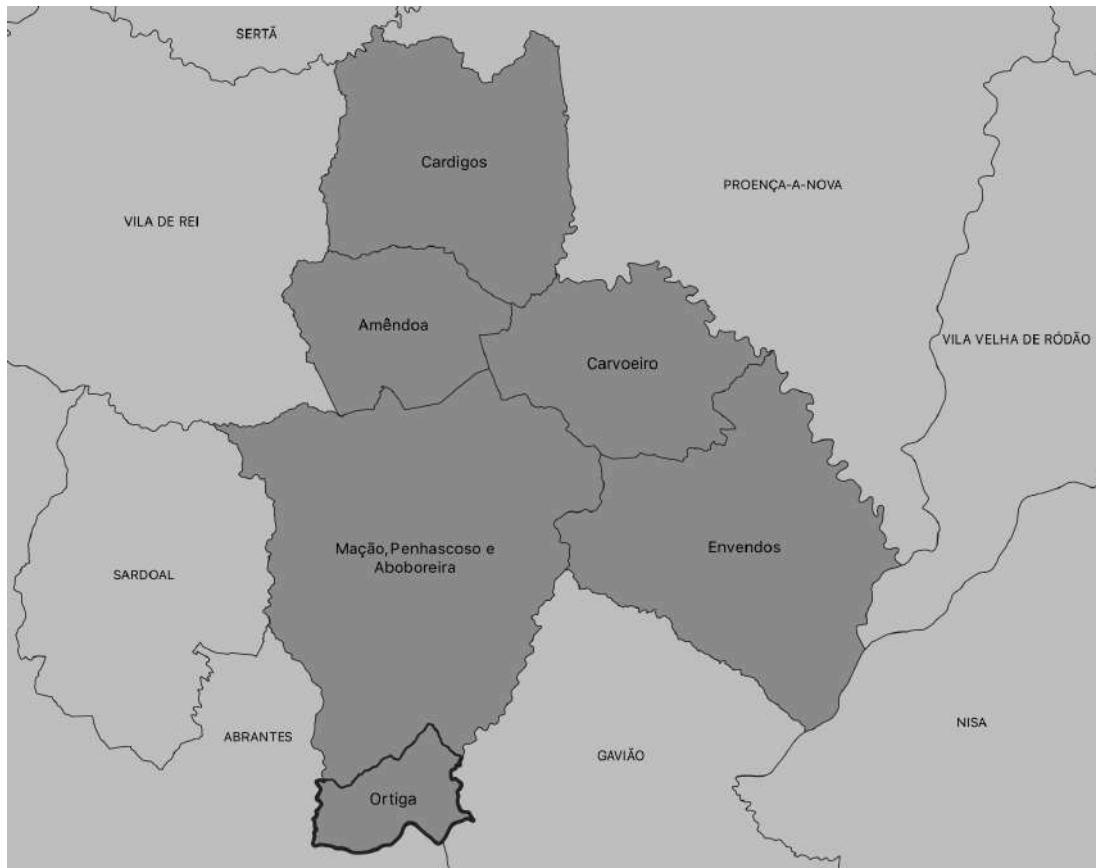 SERTÃ
Cardigos
PROENÇA-A-NOVA
VILA DE REI
Amêndoa
VILA VELHA DE RÓDÃO
Carvoeiro
Mação, Penhascoso e
Aboboreira
Envendos
SARDOAL
NISA
ABRANTES
GAVIÃO
Ortiga